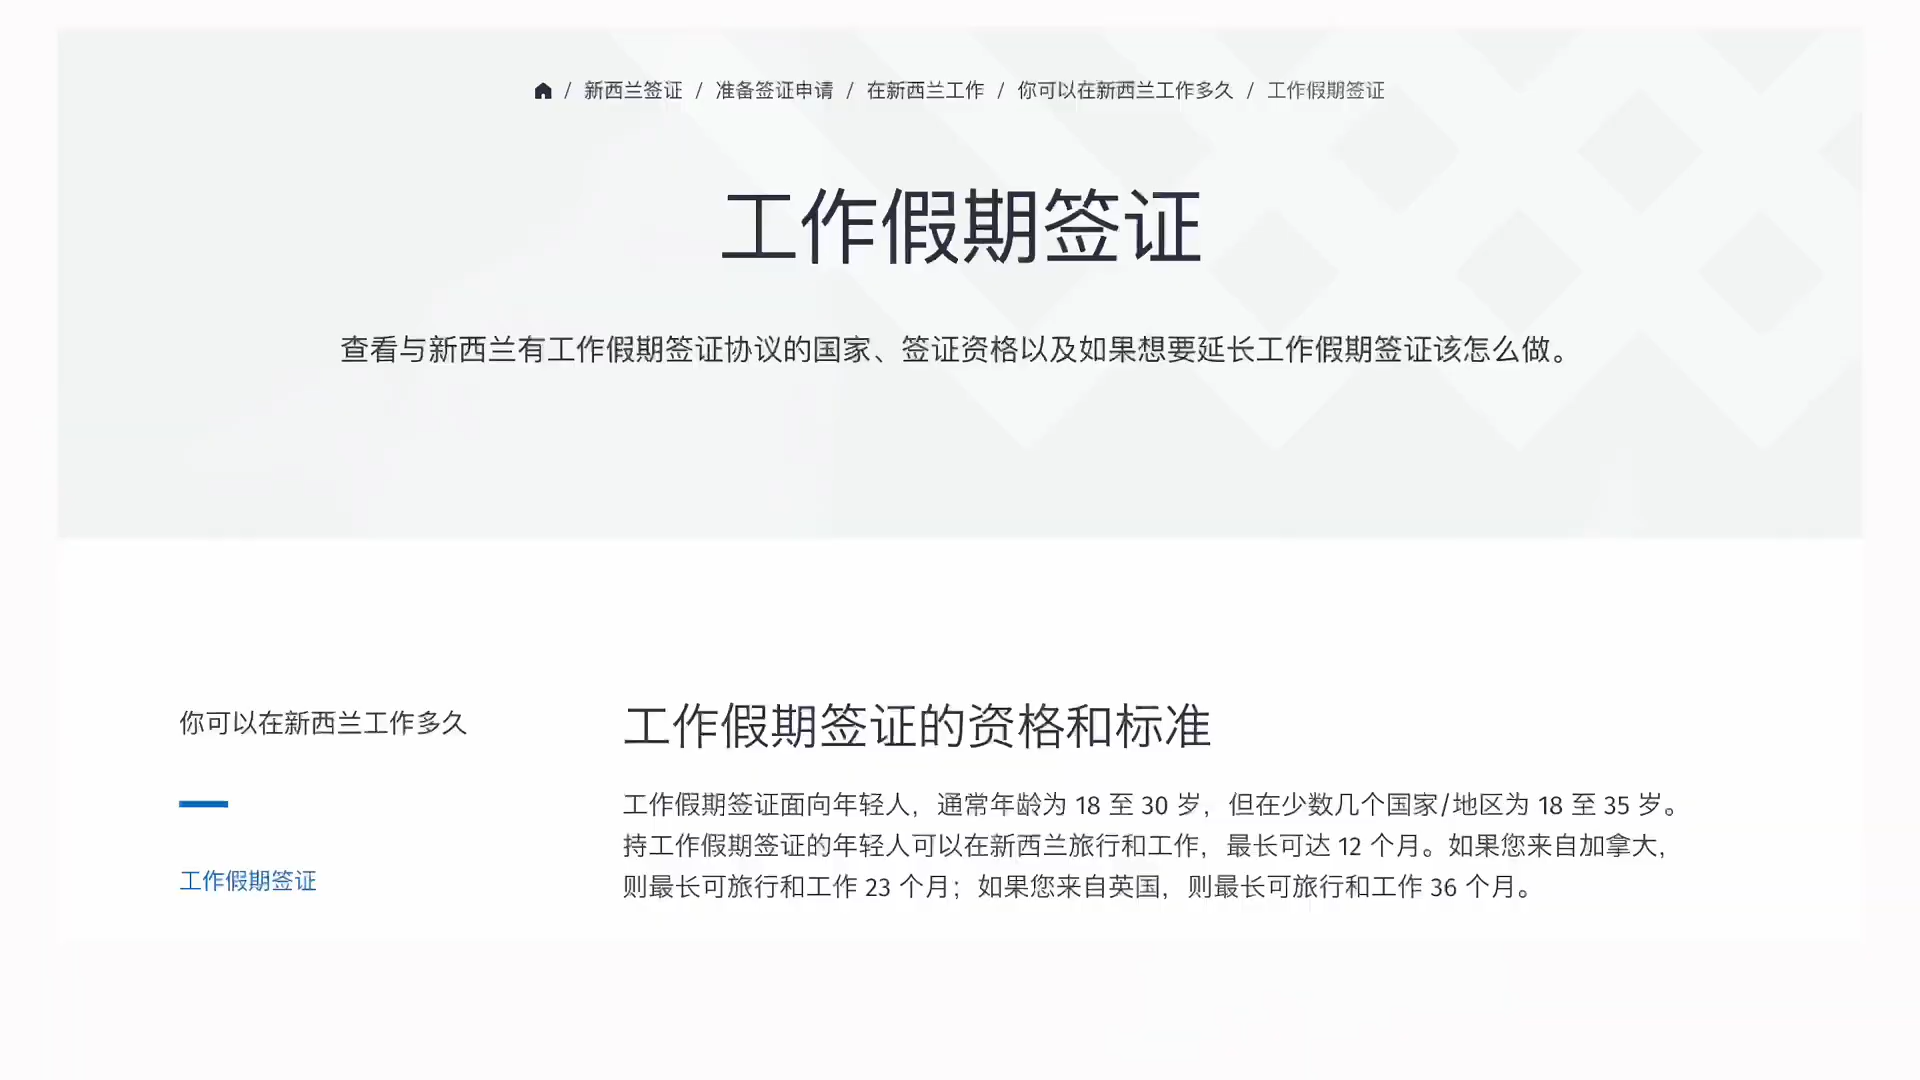 / 新西兰签证 / 准备签证申请 / 在新西兰工作 / 你可以在新西兰工作多久 / 工作假期签证
工作假期签证
查看与新西兰有工作假期签证协议的国家、签证资格以及如果想要延长工作假期签证该怎么做。
你可以在新西兰工作多久
工作假期签证
工作假期签证的资格和标准
工作假期签证面向年轻人，通常年龄为 18 至 30 岁，但在少数几个国家/地区为 18 至 35 岁。
持工作假期签证的年轻人可以在新西兰旅行和工作，最长可达 12 个月。如果您来自加拿大，
则最长可旅行和工作 23 个月；如果您来自英国，则最长可旅行和工作 36 个月。